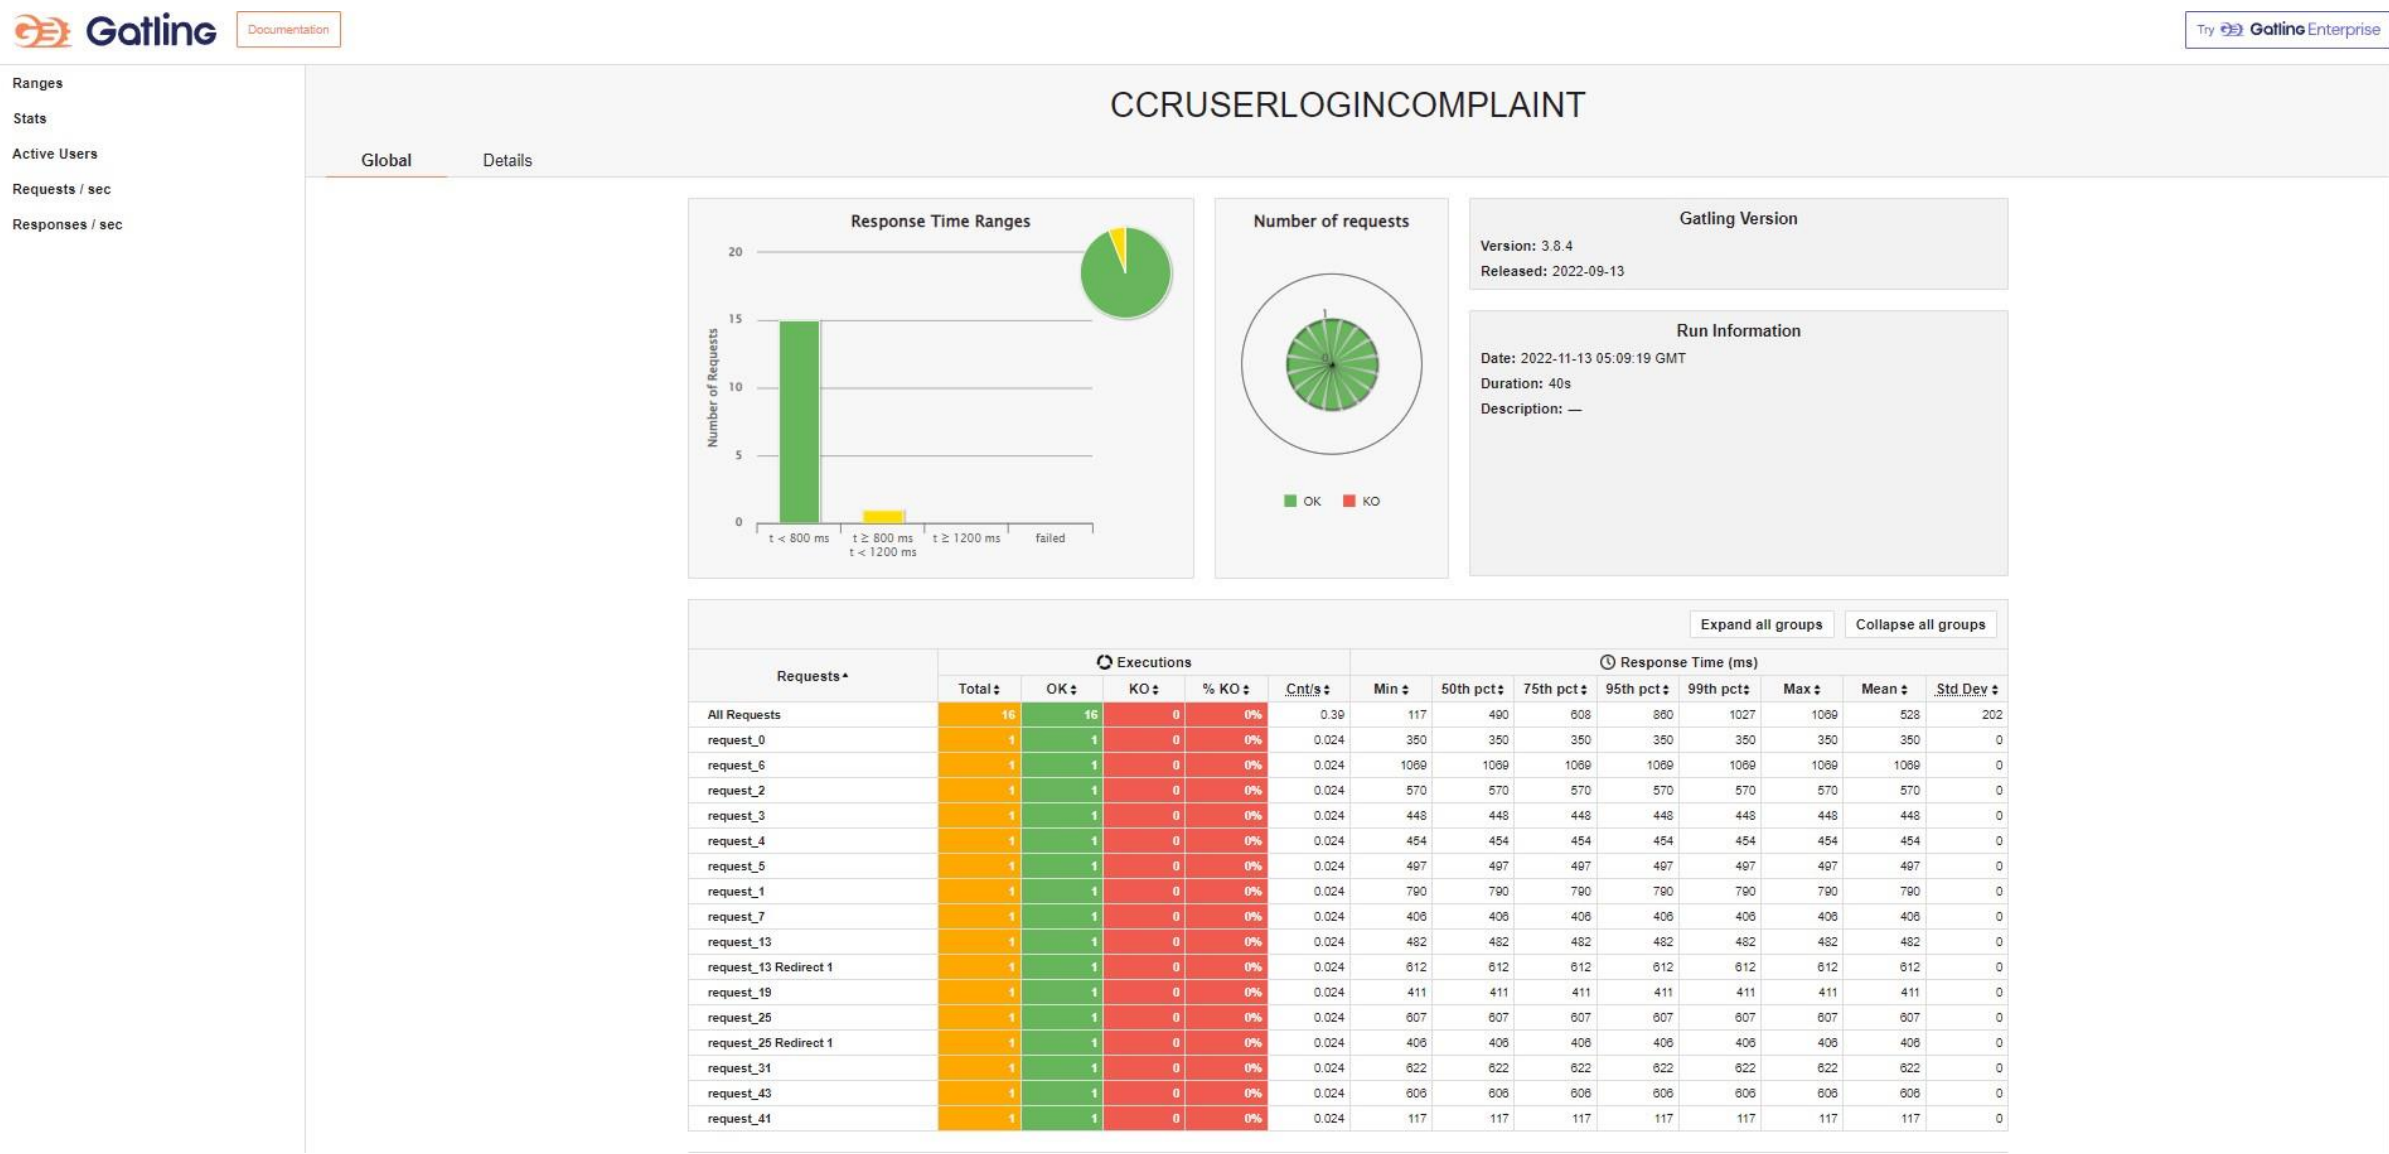 Gatling Documentation Try Gatling Enterprise
Ranges
Stats
Active Users
Requests / sec
Responses / sec
CCRUSERLOGINCOMPLAINT
Global Details
Response Time Ranges
20
15
10
5
0
Number of Requests
t < 800 ms
t ≥ 800 ms
t < 1200 ms
t ≥ 1200 ms
failed
Number of requests
1
0
OK KO
Gatling Version
Version: 3.8.4
Released: 2022-09-13
Run Information
Date: 2022-11-13 05:09:19 GMT
Duration: 40s
Description: —
Expand all groups Collapse all groups
Requests Executions Response Time (ms)
Total OK KO % KO Cnt/s Min 50th pct 75th pct 95th pct 99th pct Max Mean Std Dev
All Requests 16 16 0 0% 0.39 117 490 608 860 1027 1069 528 202
request_0 1 1 0 0% 0.024 350 350 350 350 350 350 350 0
request_6 1 1 0 0% 0.024 1069 1069 1069 1069 1069 1069 1069 0
request_2 1 1 0 0% 0.024 570 570 570 570 570 570 570 0
request_3 1 1 0 0% 0.024 448 448 448 448 448 448 448 0
request_4 1 1 0 0% 0.024 454 454 454 454 454 454 454 0
request_5 1 1 0 0% 0.024 497 497 497 497 497 497 497 0
request_1 1 1 0 0% 0.024 790 790 790 790 790 790 790 0
request_7 1 1 0 0% 0.024 406 406 406 406 406 406 406 0
request_13 1 1 0 0% 0.024 482 482 482 482 482 482 482 0
request_13 Redirect 1 1 1 0 0% 0.024 612 612 612 612 612 612 612 0
request_19 1 1 0 0% 0.024 411 411 411 411 411 411 411 0
request_25 1 1 0 0% 0.024 607 607 607 607 607 607 607 0
request_25 Redirect 1 1 1 0 0% 0.024 406 406 406 406 406 406 406 0
request_31 1 1 0 0% 0.024 622 622 622 622 622 622 622 0
request_43 1 1 0 0% 0.024 606 606 606 606 606 606 606 0
request_41 1 1 0 0% 0.024 117 117 117 117 117 117 117 0